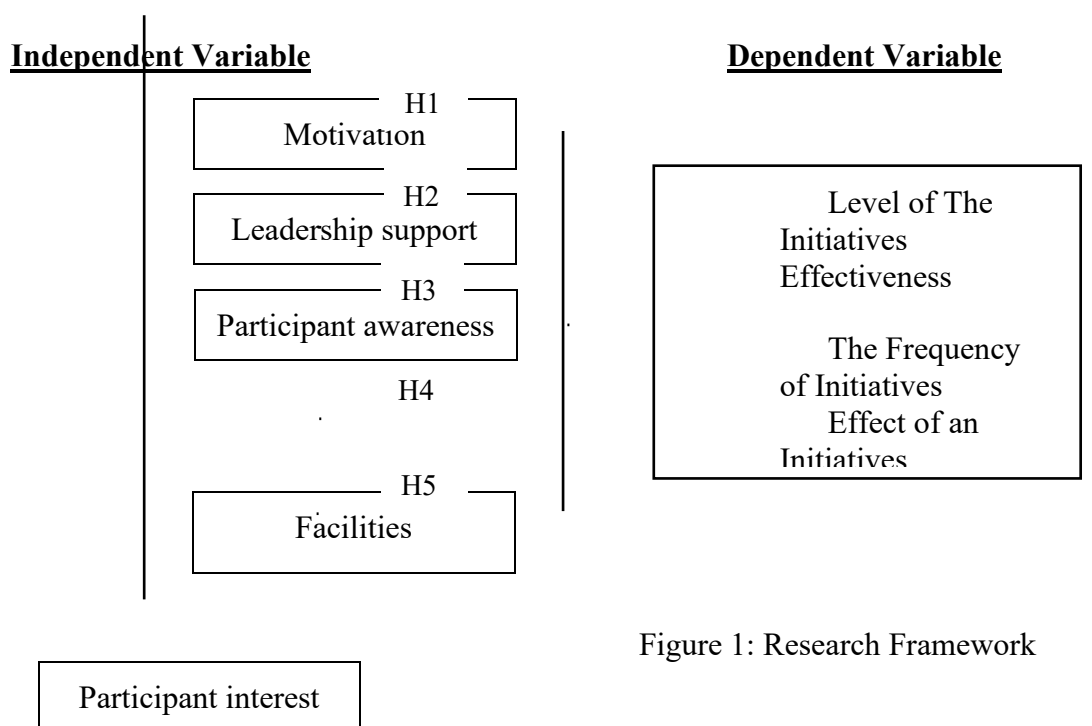 Independent Variable
Dependent Variable
H1
Motivation
H2
Leadership support
H3
Participant awareness
H4
H5
Facilities
Level of The
Initiatives
Effectiveness
The Frequency
of Initiatives
Effect of an
Initiatives
Figure 1: Research Framework
Participant interest